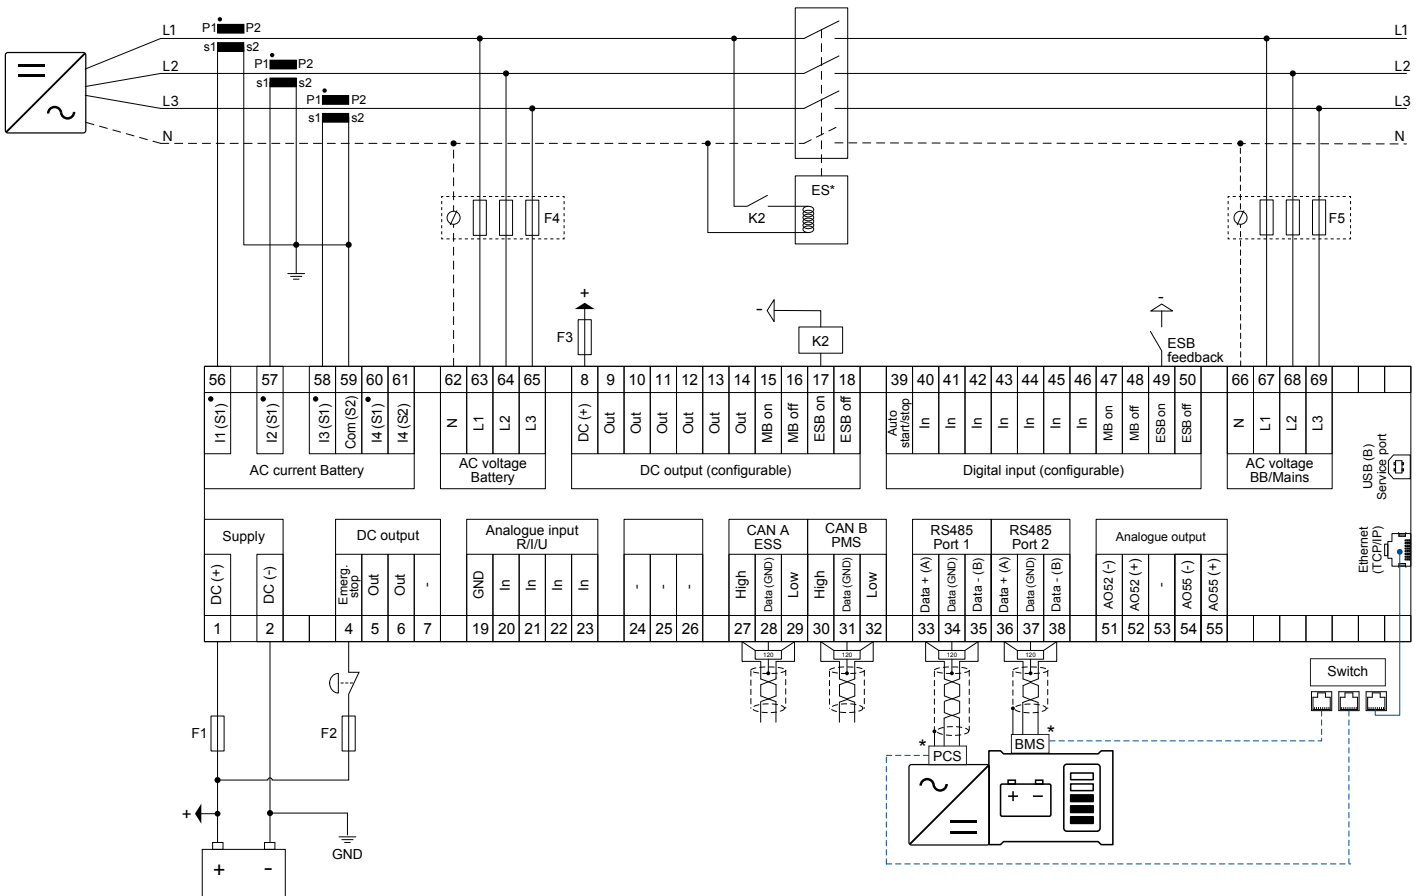 L1
P1 P2
s1 s2
L1
L2
P1 P2
s1 s2
L2
L3
P1 P2
s1 s2
L3
N
N
ES*
K2
F4
F5
+
-
-
F3
K2
ESB
feedback
56 57 58 59 60 61 62 63 64 65 8 9 10 11 12 13 14 15 16 17 18 39 40 41 42 43 44 45 46 47 48 49 50 66 67 68 69
I1 (S1)
I2 (S1)
I3 (S1)
Com (S2)
I4 (S1)
I4 (S2)
N
L1
L2
L3
DC (+)
Out
Out
Out
Out
Out
Out
MB on
MB off
ESB on
ESB off
Auto
start/stop
In
In
In
In
In
In
In
MB on
MB off
ESB on
ESB off
N
L1
L2
L3
AC current Battery
AC voltage
Battery
DC output (configurable)
Digital input (configurable)
AC voltage
BB/Mains
USB (B)
Service port
Supply
DC output
Analogue input
R/I/U
CAN A
ESS
CAN B
PMS
RS485
Port 1
RS485
Port 2
Analogue output
Ethernet
(TCP/IP)
DC (+)
DC (-)
Emerg.
stop
Out
Out
-
GND
In
In
In
In
-
-
-
High
Data (GND)
Low
High
Data (GND)
Low
Data + (A)
Data (GND)
Data - (B)
Data + (A)
Data (GND)
Data - (B)
AO52 (-)
AO52 (+)
-
AO55 (-)
AO55 (+)
1 2 4 5 6 7 19 20 21 22 23 24 25 26 27 28 29 30 31 32 33 34 35 36 37 38 51 52 53 54 55
120 120 120 120
Switch
F1
F2
*
PCS
BMS
*
+ -
+
GND
+ -